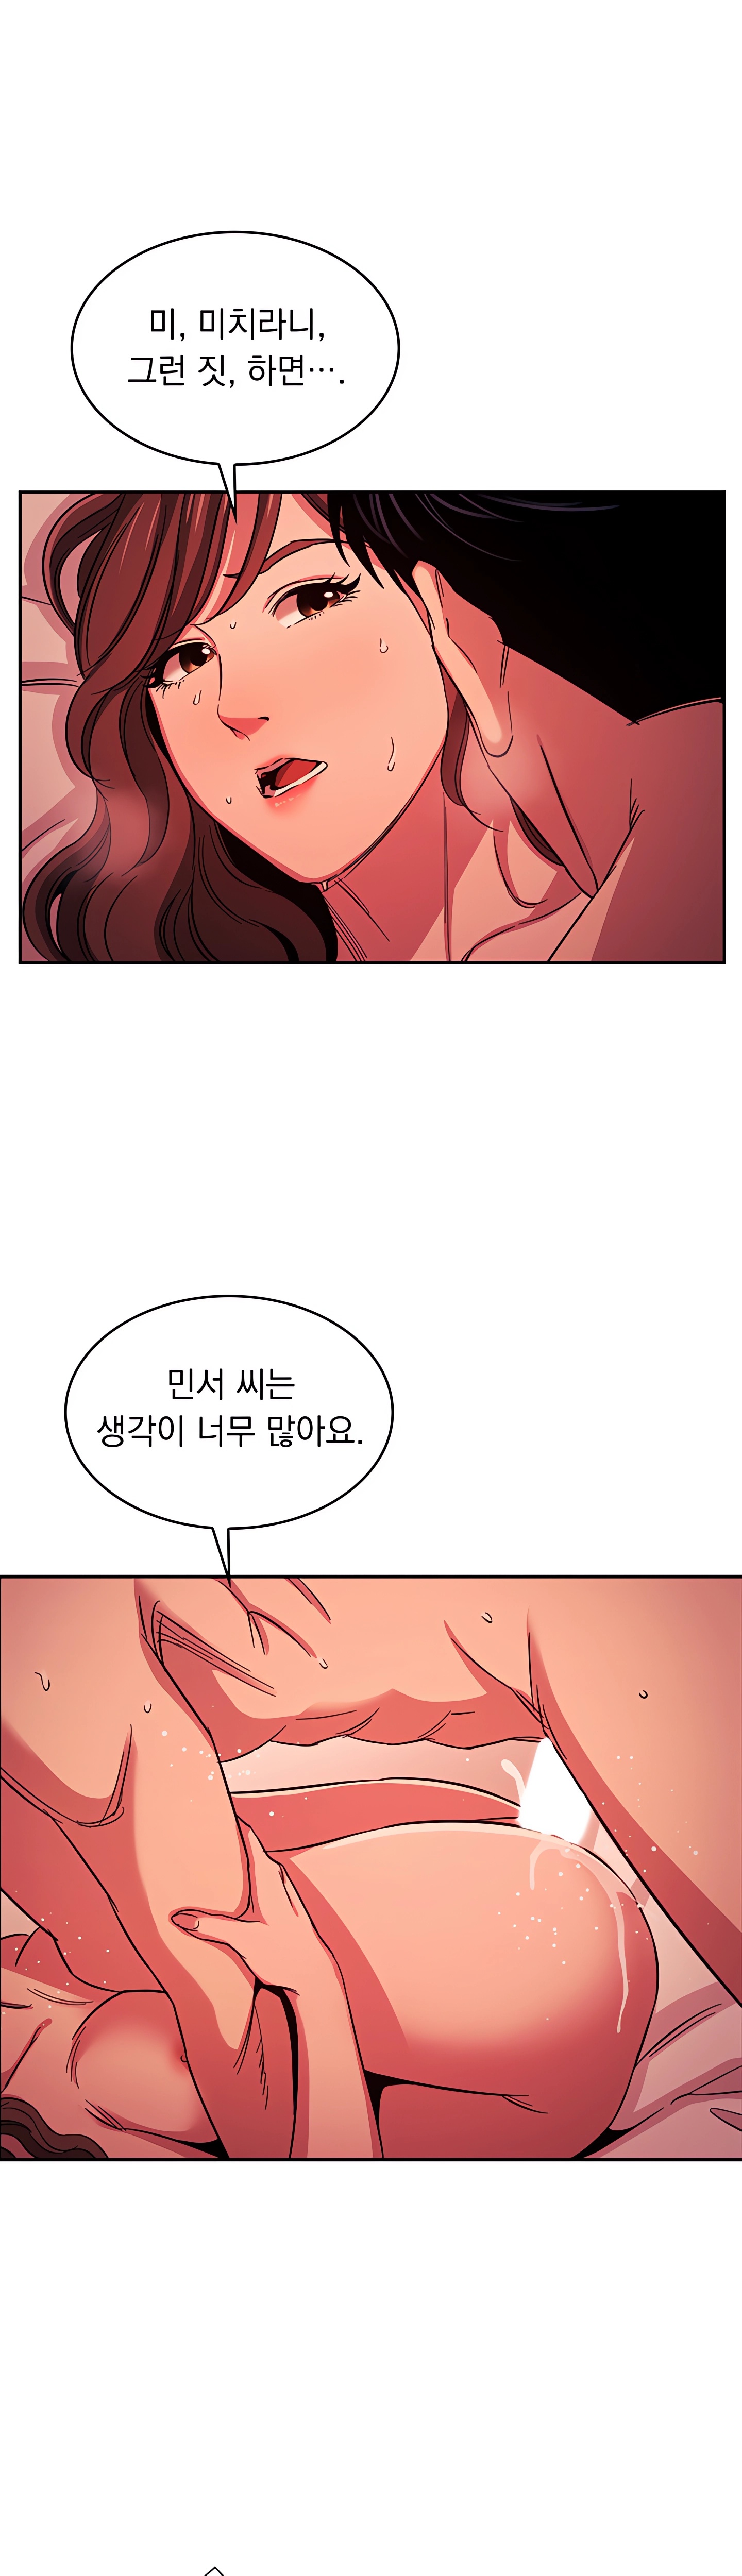 미, 미치라니,
그런 짓, 하면….
민서 씨는
생각이 너무 많아요.